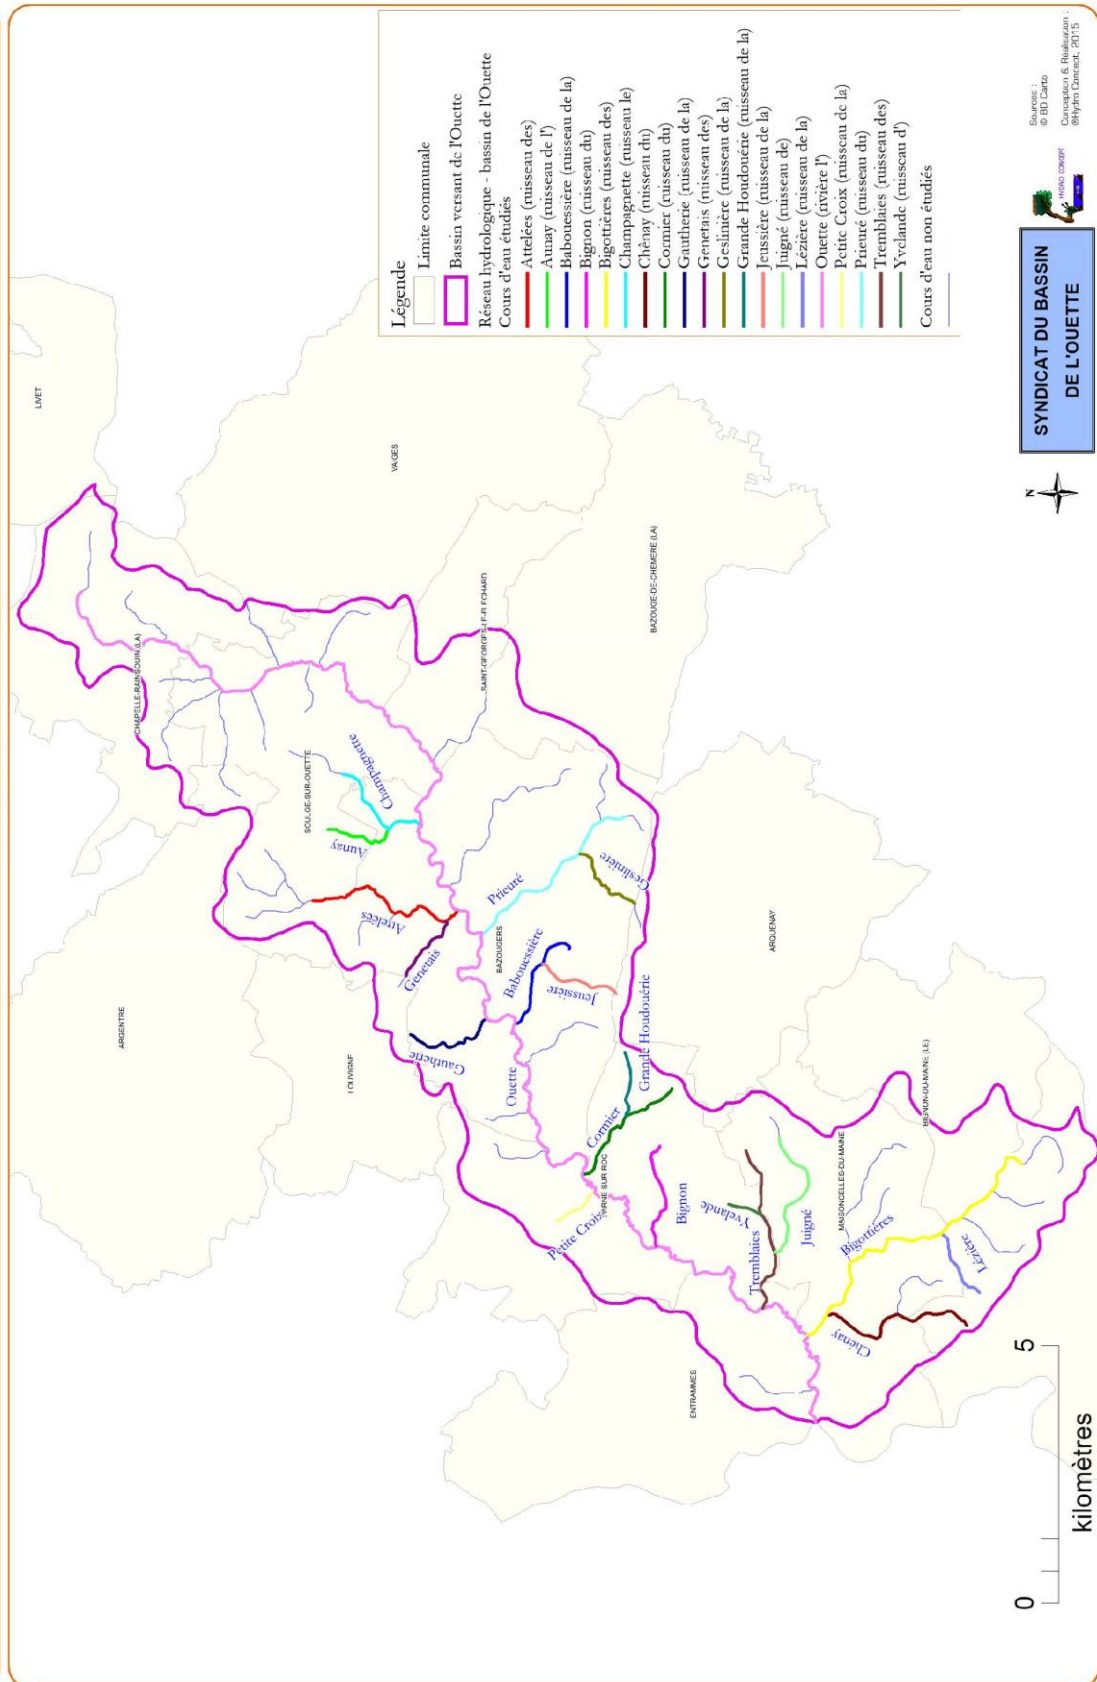 LIVET
VAGES
CHAPELLE-RAINSOUIN (LA)
SAINT-GEORGES-LE-FLECHARD
BAZOUGE-DE-CHEMERE (LA)
SOULGE-SUR-OUETTE
Champagnette
Aunay
Attelées
Genetais
Prieuré
Geslinière
ARGENTRE
LOUVIGNE
BAZOUGERS
Babouessière
Jeussière
Gautherie
Ouette
ARQUENAY
Grande Houdouérie
Cormier
PARNE SUR ROC
Petite Croix
Bignon
Yvelande
Tremblaies
Juigné
MAISONCELLES-DU-MAINE
BIGNON-DU-MAINE (LE)
Bigottières
Lézière
Chênay
ENTRAMMES
0 5
kilomètres
Légende
Limite communale
Bassin versant de l'Ouette
Réseau hydrologique - bassin de l'Ouette
Cours d'eau étudiés
Attelées (ruisseau des)
Aunay (ruisseau de l')
Babouessière (ruisseau de la)
Bignon (ruisseau du)
Bigottières (ruisseau des)
Champagnette (ruisseau le)
Chênay (ruisseau du)
Cormier (ruisseau du)
Gautherie (ruisseau de la)
Genetais (ruisseau des)
Geslinière (ruisseau de la)
Grande Houdouérie (ruisseau de la)
Jeussière (ruisseau de la)
Juigné (ruisseau de)
Lézière (ruisseau de la)
Ouette (rivière l')
Petite Croix (ruisseau de la)
Prieuré (ruisseau du)
Tremblaies (ruisseau des)
Yvelande (ruisseau d')
Cours d'eau non étudiés
N
SYNDICAT DU BASSIN
DE L'OUETTE
HYDRO CONCEPT
Sources :
© BD Carto
Conception & Réalisation :
©Hydro Concept, 2015